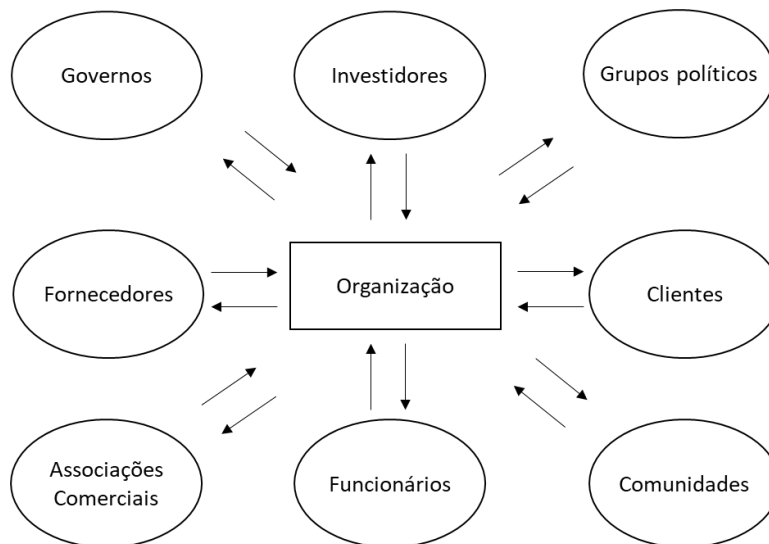 Governos
Investidores
Grupos políticos
Fornecedores
Organização
Clientes
Associações
Comerciais
Funcionários
Comunidades